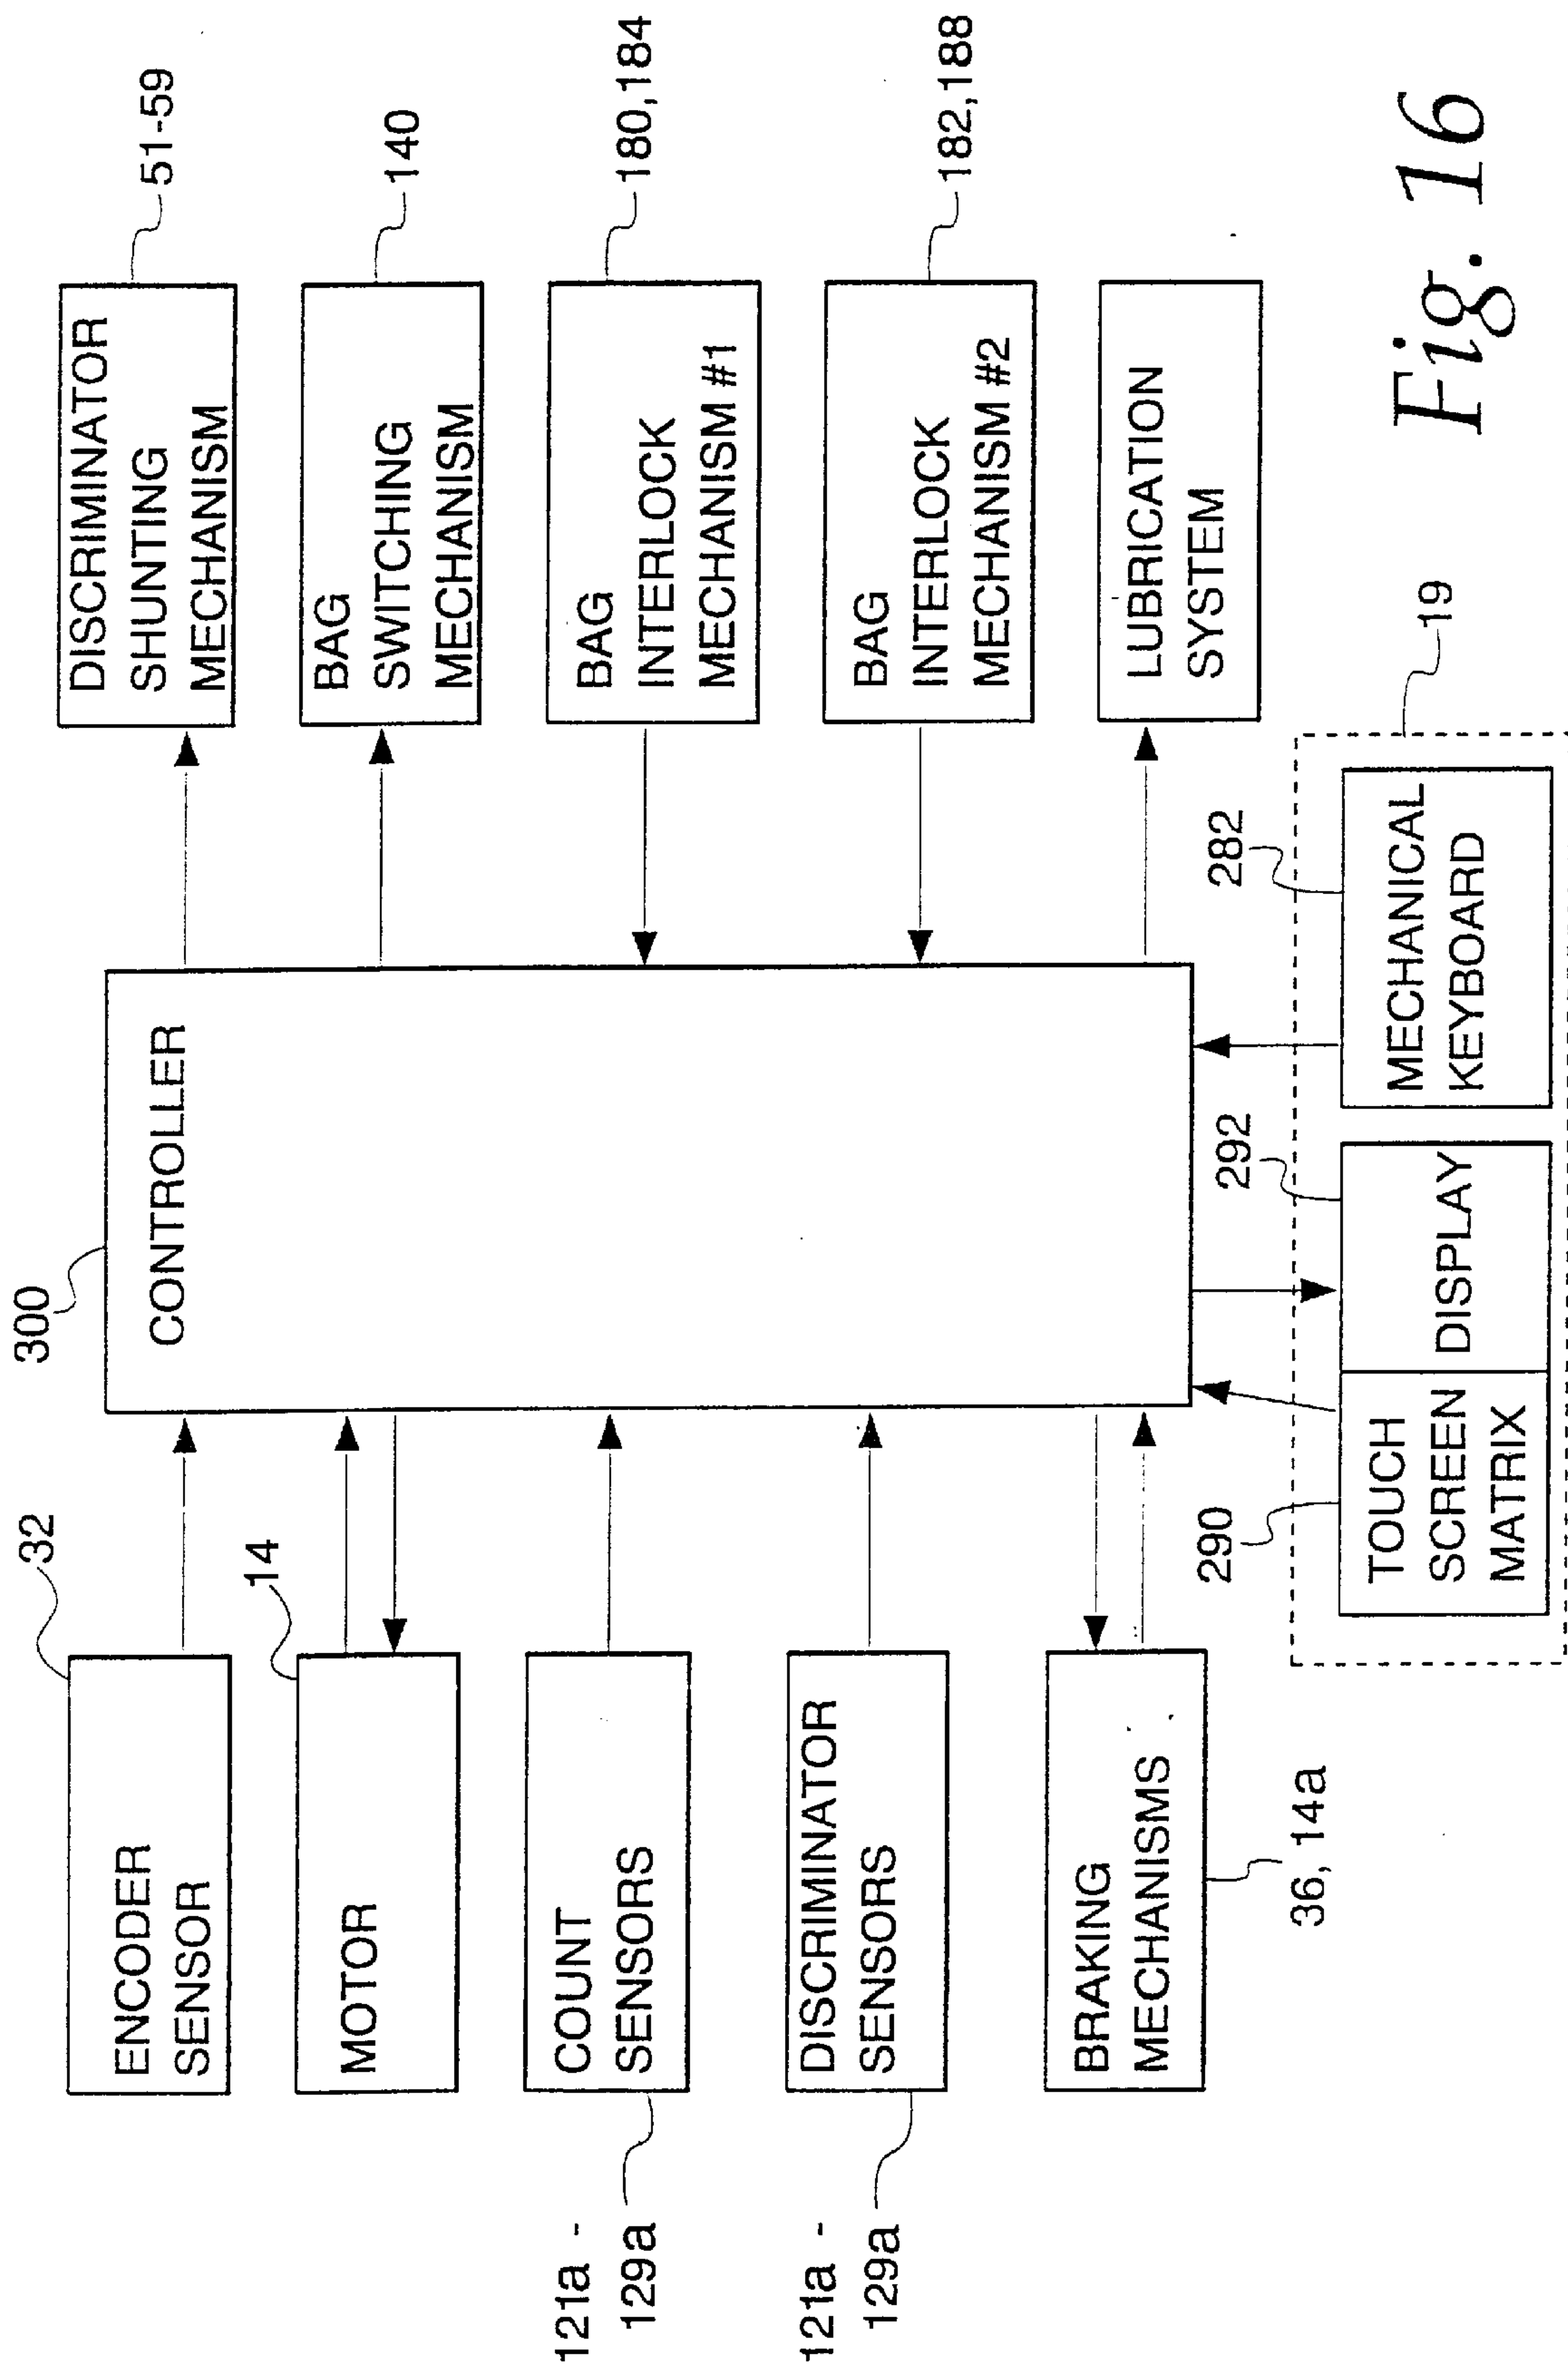 300
CONTROLLER
32
ENCODER
SENSOR
14
MOTOR
121a -
129a
COUNT
SENSORS
121a -
129a
DISCRIMINATOR
SENSORS
BRAKING
MECHANISMS
36, 14a
DISCRIMINATOR
SHUNTING
MECHANISM
51-59
BAG
SWITCHING
MECHANISM
140
BAG
INTERLOCK
MECHANISM #1
180,184
BAG
INTERLOCK
MECHANISM #2
182,188
LUBRICATION
SYSTEM
290
TOUCH
SCREEN
MATRIX
292
DISPLAY
282
MECHANICAL
KEYBOARD
19
Fig. 16